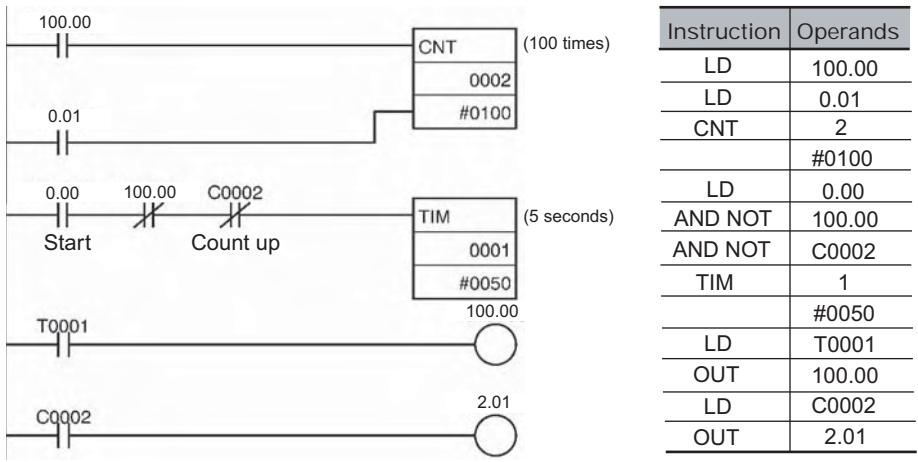 100.00
CNT (100 times)
0002
#0100
0.01
0.00 100.00 C0002
TIM (5 seconds)
Start Count up
0001
#0050
100.00
T0001
2.01
C0002
Instruction Operands
LD 100.00
LD 0.01
CNT 2
#0100
LD 0.00
AND NOT 100.00
AND NOT C0002
TIM 1
#0050
LD T0001
OUT 100.00
LD C0002
OUT 2.01